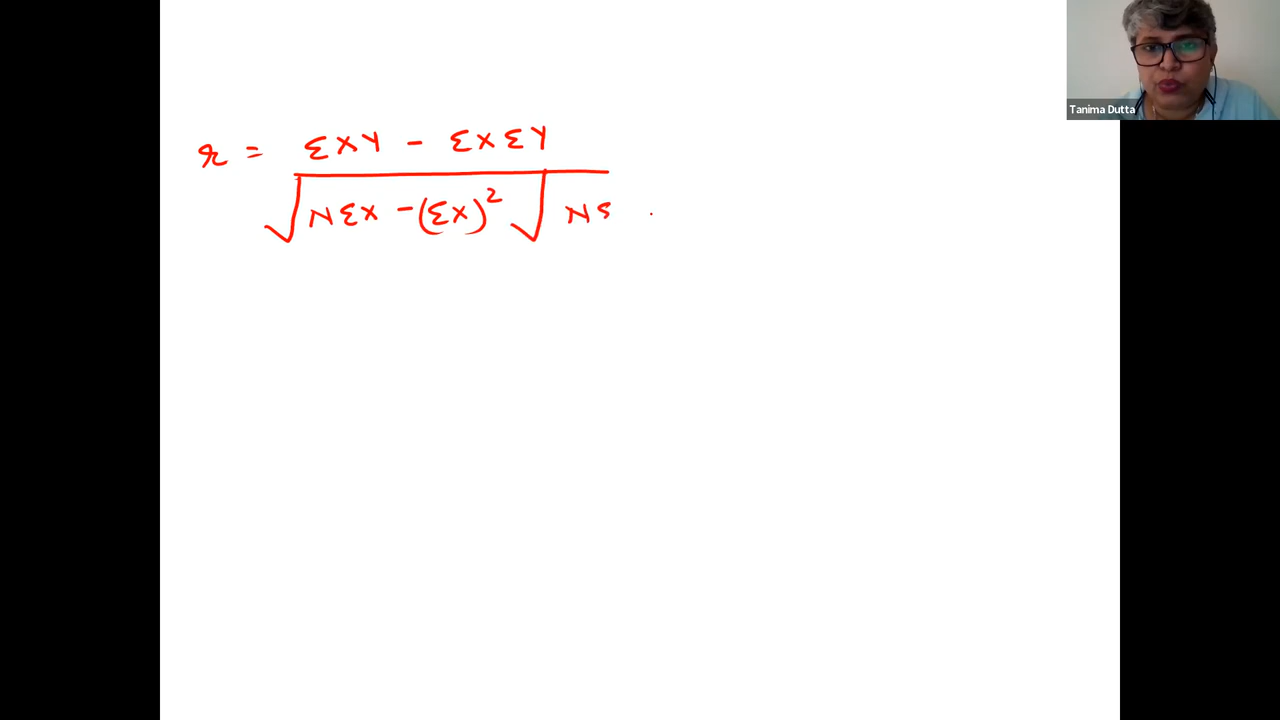 r = ΣXY - ΣXΣY
√NΣX - (ΣX)² √NΣ
Tanima Dutta